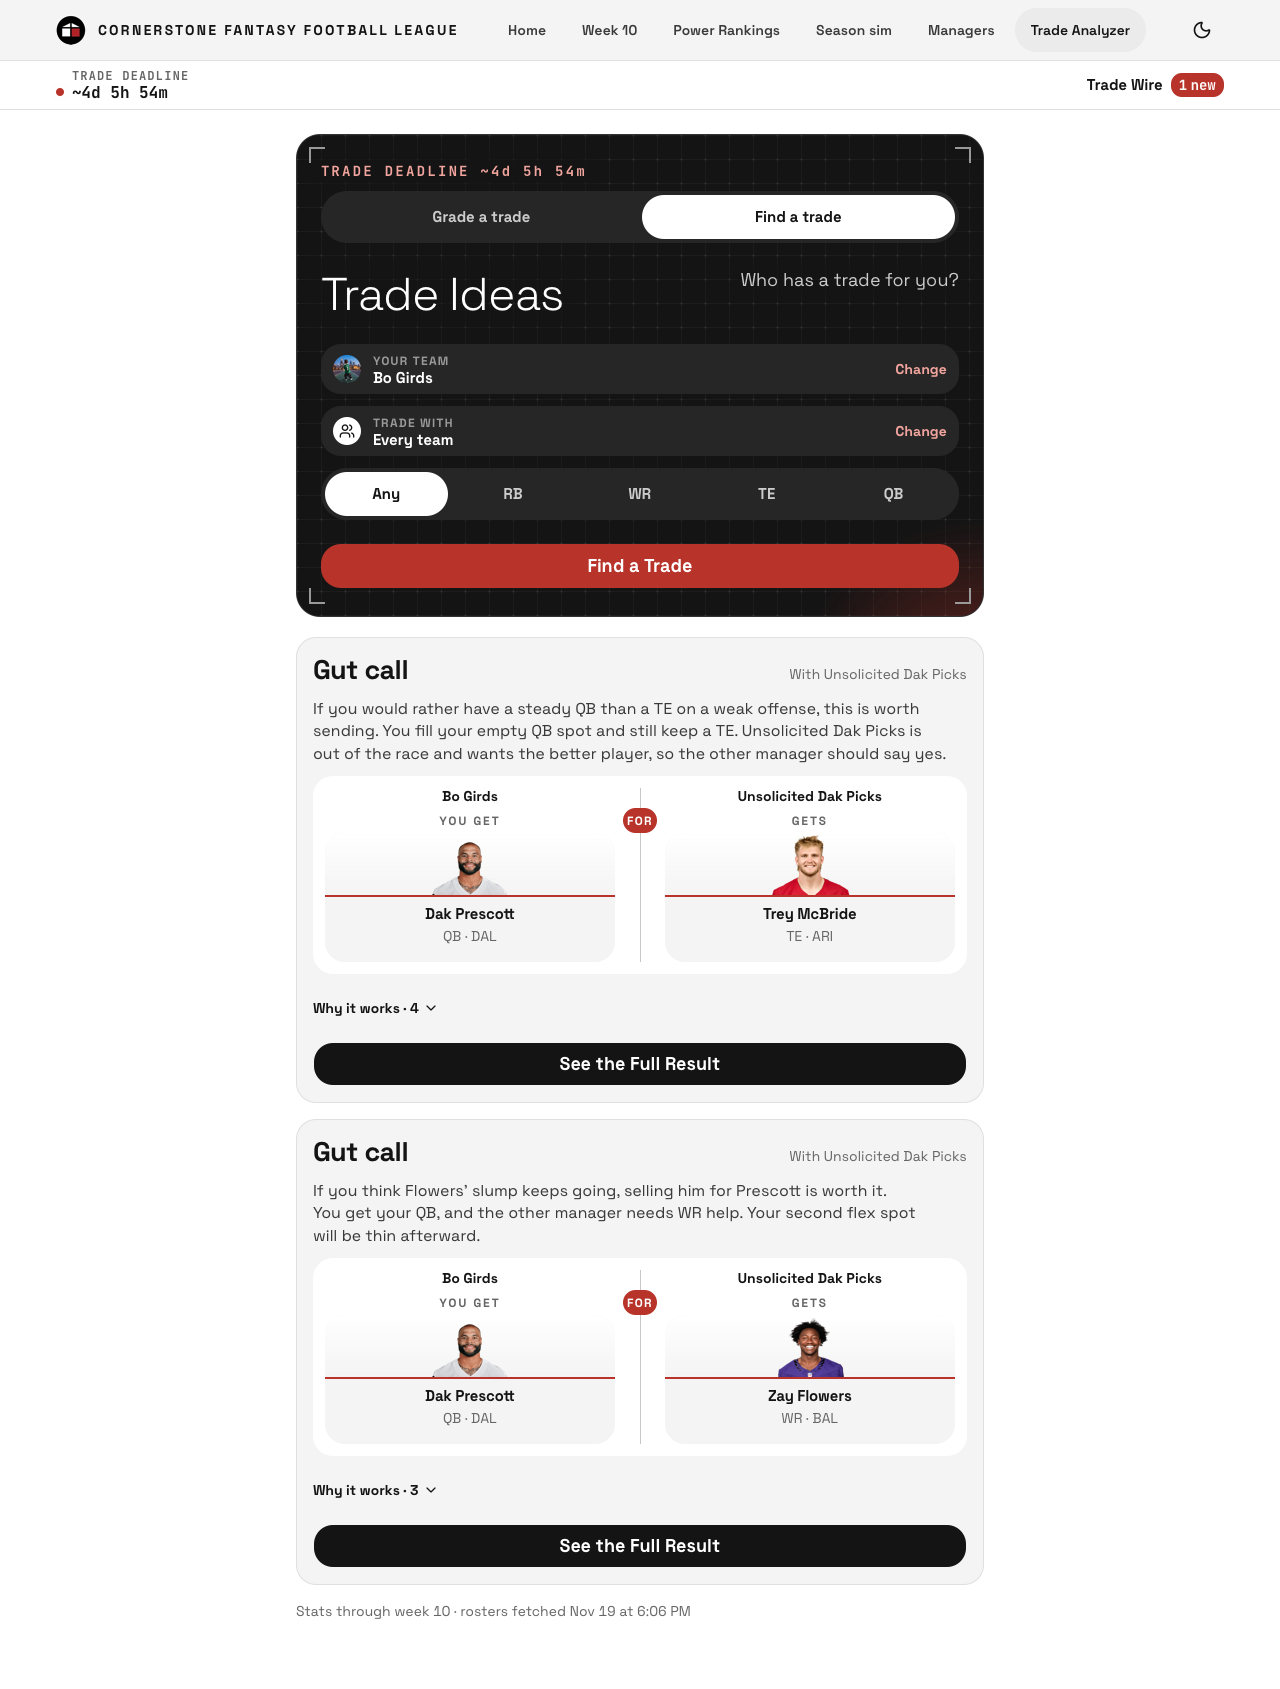 CORNERSTONE FANTASY FOOTBALL LEAGUE
Home
Week 10
Power Rankings
Season sim
Managers
Trade Analyzer
TRADE DEADLINE
~4d 5h 54m
Trade Wire
1 new
TRADE DEADLINE ~4d 5h 54m
Grade a trade
Find a trade
Trade Ideas
Who has a trade for you?
YOUR TEAM
Bo Girds
Change
TRADE WITH
Every team
Change
Any
RB
WR
TE
QB
Find a Trade
Gut call
With Unsolicited Dak Picks
If you would rather have a steady QB than a TE on a weak offense, this is worth
sending. You fill your empty QB spot and still keep a TE. Unsolicited Dak Picks is
out of the race and wants the better player, so the other manager should say yes.
Bo Girds
YOU GET
Dak Prescott
QB · DAL
FOR
Unsolicited Dak Picks
GETS
Trey McBride
TE · ARI
Why it works · 4
See the Full Result
Gut call
With Unsolicited Dak Picks
If you think Flowers’ slump keeps going, selling him for Prescott is worth it.
You get your QB, and the other manager needs WR help. Your second flex spot
will be thin afterward.
Bo Girds
YOU GET
Dak Prescott
QB · DAL
FOR
Unsolicited Dak Picks
GETS
Zay Flowers
WR · BAL
Why it works · 3
See the Full Result
Stats through week 10 · rosters fetched Nov 19 at 6:06 PM